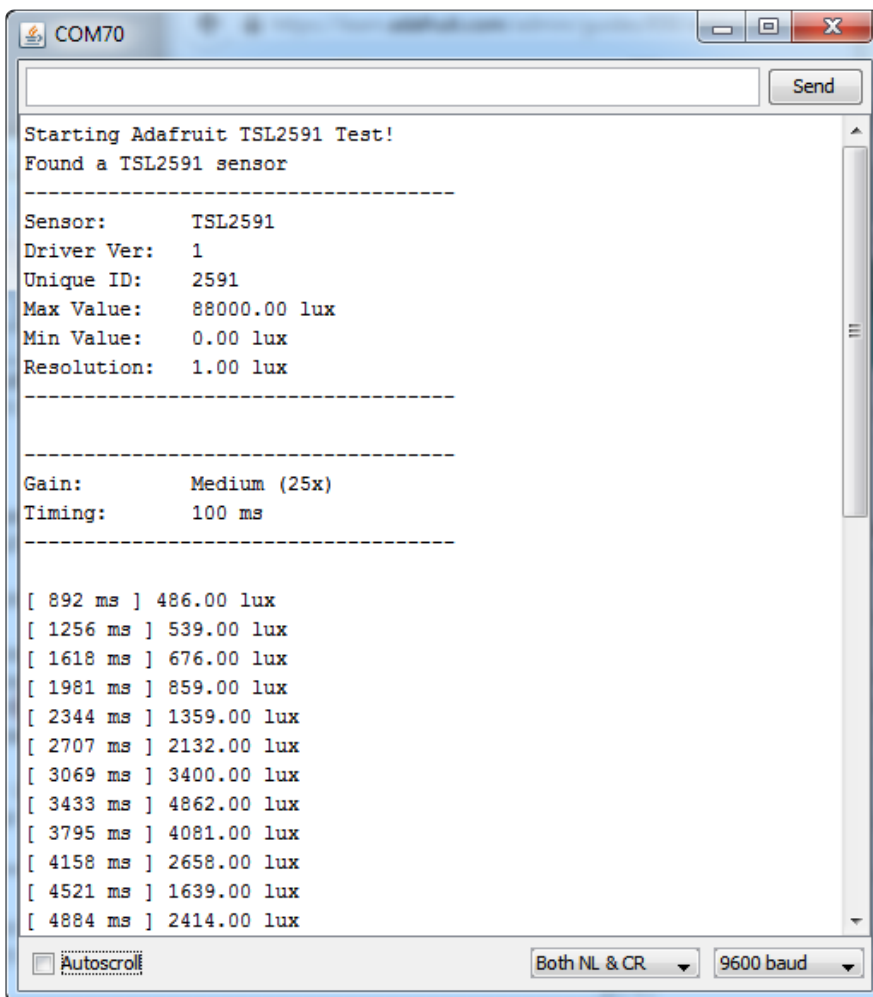 COM70
Send
Starting Adafruit TSL2591 Test!
Found a TSL2591 sensor
------------------------------------
Sensor:       TSL2591
Driver Ver:   1
Unique ID:    2591
Max Value:    88000.00 lux
Min Value:    0.00 lux
Resolution:   1.00 lux
------------------------------------
------------------------------------
Gain:         Medium (25x)
Timing:       100 ms
------------------------------------
[ 892 ms ] 486.00 lux
[ 1256 ms ] 539.00 lux
[ 1618 ms ] 676.00 lux
[ 1981 ms ] 859.00 lux
[ 2344 ms ] 1359.00 lux
[ 2707 ms ] 2132.00 lux
[ 3069 ms ] 3400.00 lux
[ 3433 ms ] 4862.00 lux
[ 3795 ms ] 4081.00 lux
[ 4158 ms ] 2658.00 lux
[ 4521 ms ] 1639.00 lux
[ 4884 ms ] 2414.00 lux
Autoscroll Both NL & CR 9600 baud